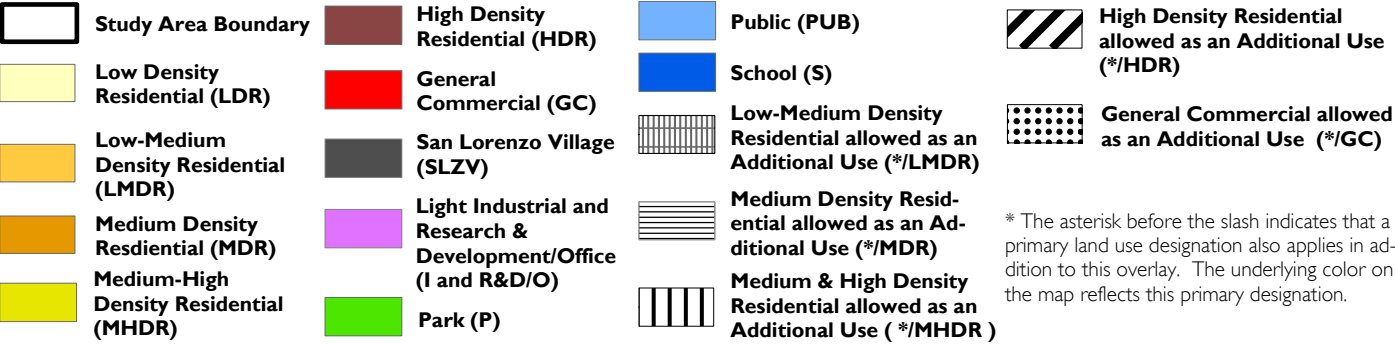 Study Area Boundary
Low Density
Residential (LDR)
Low-Medium
Density Residential
(LMDR)
Medium Density
Resdiential (MDR)
Medium-High
Density Residential
(MHDR)
High Density
Residential (HDR)
General
Commercial (GC)
San Lorenzo Village
(SLZV)
Light Industrial and
Research &
Development/Office
(I and R&D/O)
Park (P)
Public (PUB)
School (S)
Low-Medium Density
Residential allowed as an
Additional Use (*/LMDR)
Medium Density Resid-
ential allowed as an Ad-
ditional Use (*/MDR)
Medium & High Density
Residential allowed as an
Additional Use ( */MHDR )
High Density Residential
allowed as an Additional Use
(*/HDR)
General Commercial allowed
as an Additional Use  (*/GC)
* The asterisk before the slash indicates that a
primary land use designation also applies in ad-
dition to this overlay.  The underlying color on
the map reflects this primary designation.